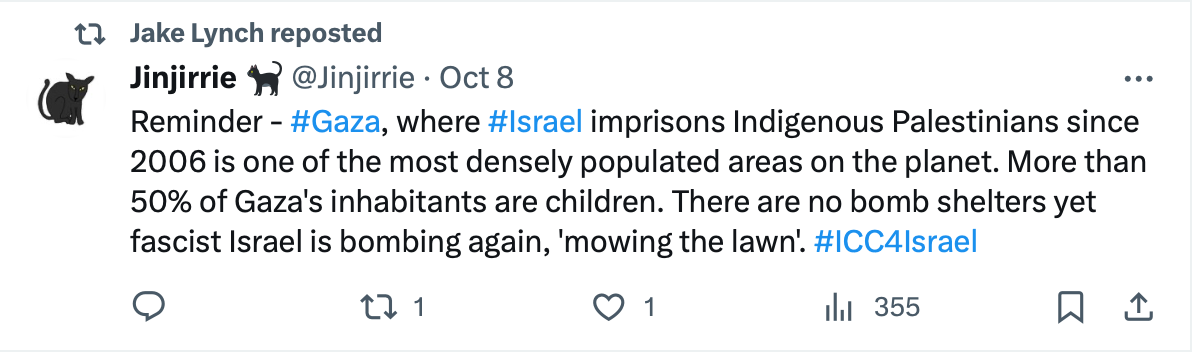 Jake Lynch reposted
Jinjirrie 🐈‍⬛ @Jinjirrie · Oct 8
Reminder - #Gaza, where #Israel imprisons Indigenous Palestinians since
2006 is one of the most densely populated areas on the planet. More than
50% of Gaza's inhabitants are children. There are no bomb shelters yet
fascist Israel is bombing again, 'mowing the lawn'. #ICC4Israel
1 1 355